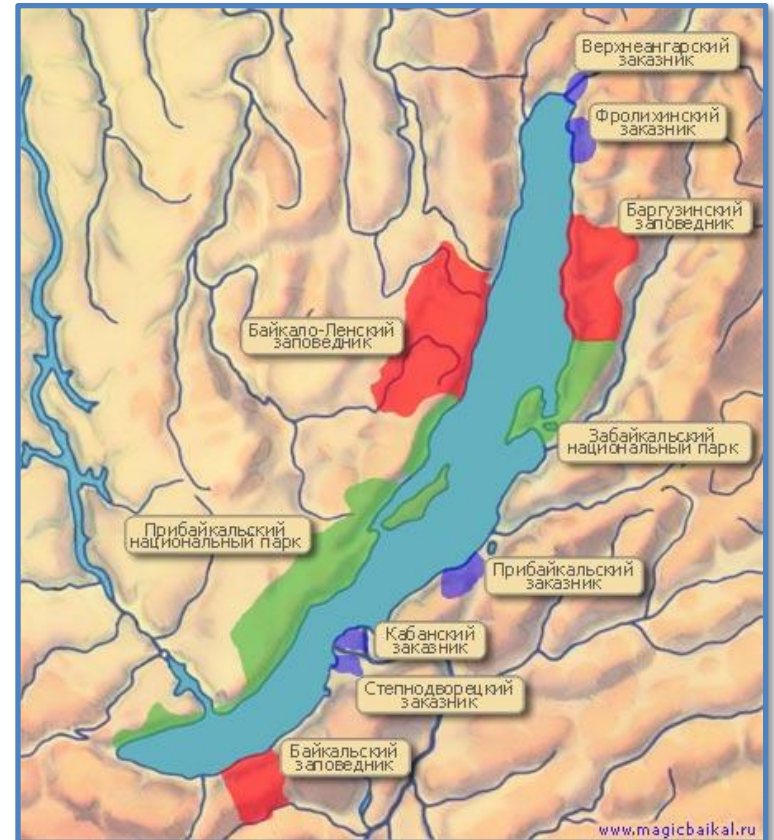 Верхнеангарский
заказник
Фролихинский
заказник
Баргузинский
заповедник
Байкало-Ленский
заповедник
Забайкальский
национальный парк
Прибайкальский
национальный парк
Прибайкальский
заказник
Кабанский
заказник
Степнодворецкий
заказник
Байкальский
заповедник
www.magicbaikal.ru